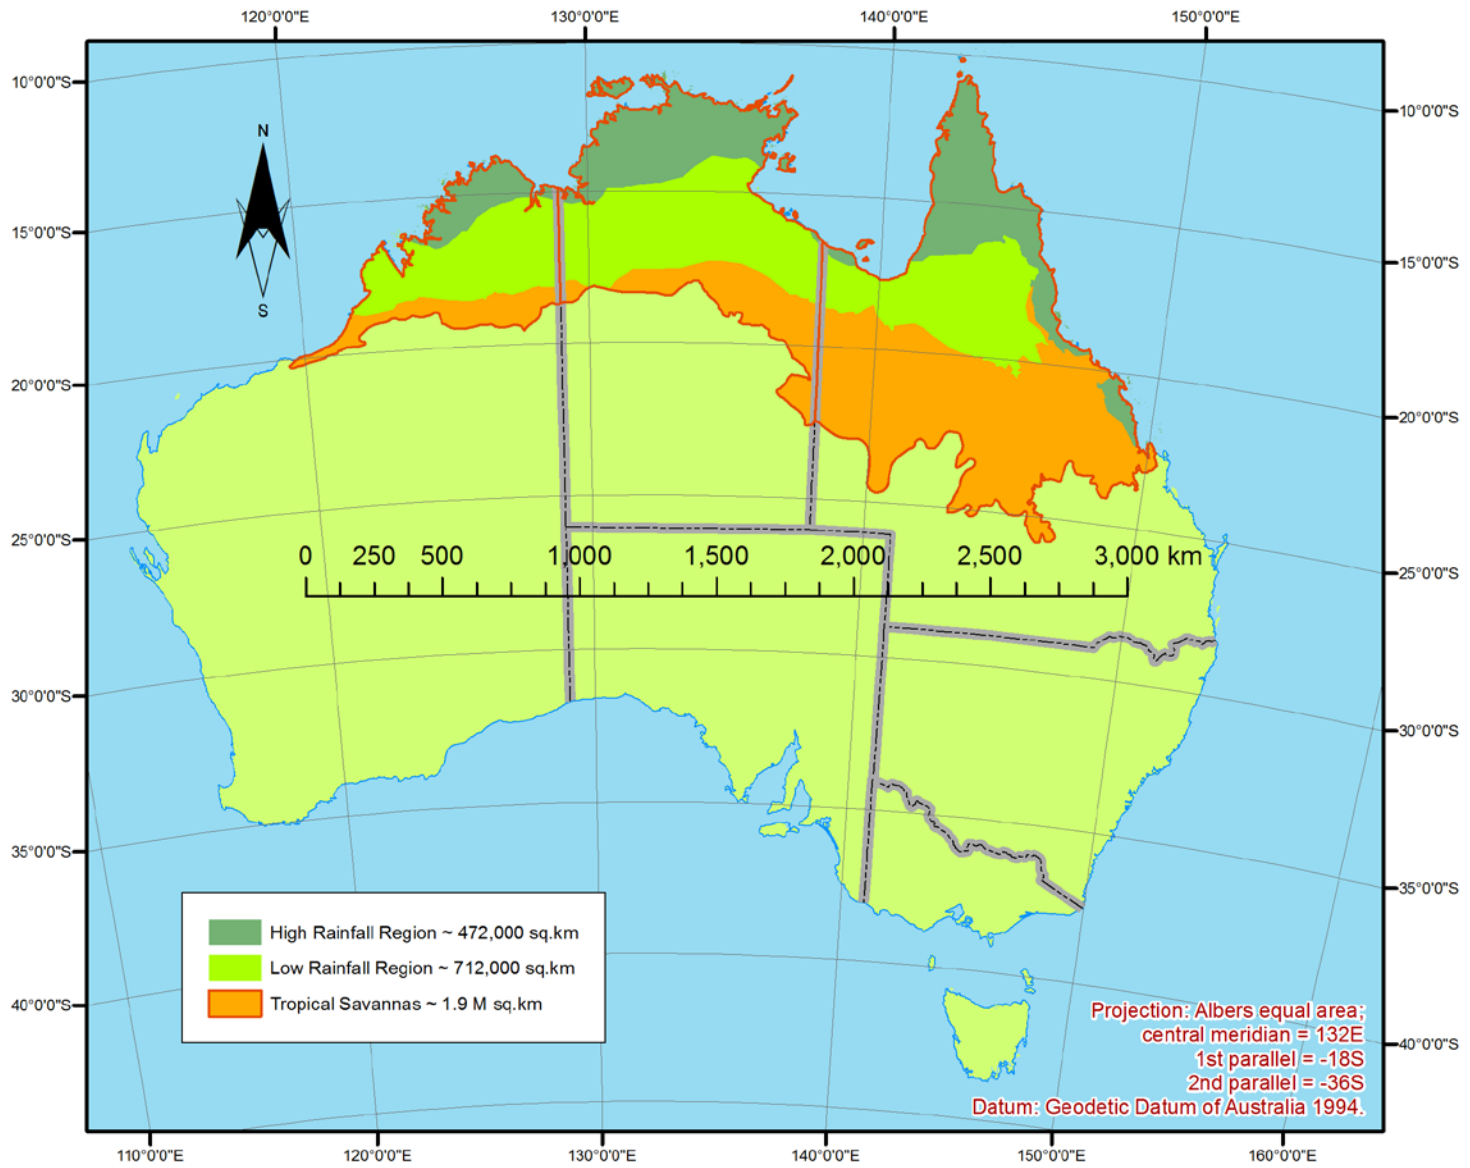 120°0'0"E 130°0'0"E 140°0'0"E 150°0'0"E
10°0'0"S
10°0'0"S
N
15°0'0"S
15°0'0"S
S
20°0'0"S
20°0'0"S
25°0'0"S
0 250 500 1,000 1,500 2,000 2,500 3,000 km
25°0'0"S
30°0'0"S
30°0'0"S
35°0'0"S
35°0'0"S
High Rainfall Region ~ 472,000 sq.km
Low Rainfall Region ~ 712,000 sq.km
Tropical Savannas ~ 1.9 M sq.km
40°0'0"S
40°0'0"S
Projection: Albers equal area;
central meridian = 132E
1st parallel = -18S
2nd parallel = -36S
Datum: Geodetic Datum of Australia 1994.
110°0'0"E 120°0'0"E 130°0'0"E 140°0'0"E 150°0'0"E 160°0'0"E